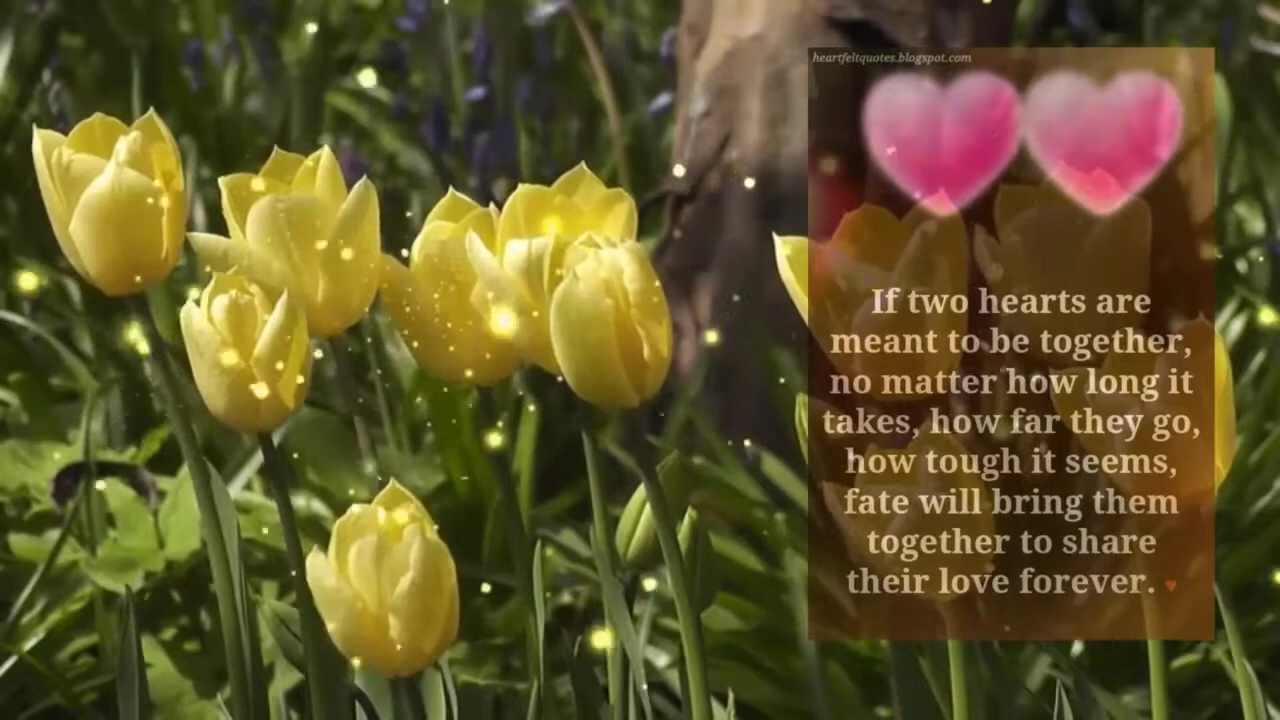 heartfeltquotes.blogspot.com
If two hearts are
meant to be together,
no matter how long it
takes, how far they go,
how tough it seems,
fate will bring them
together to share
their love forever. ♥